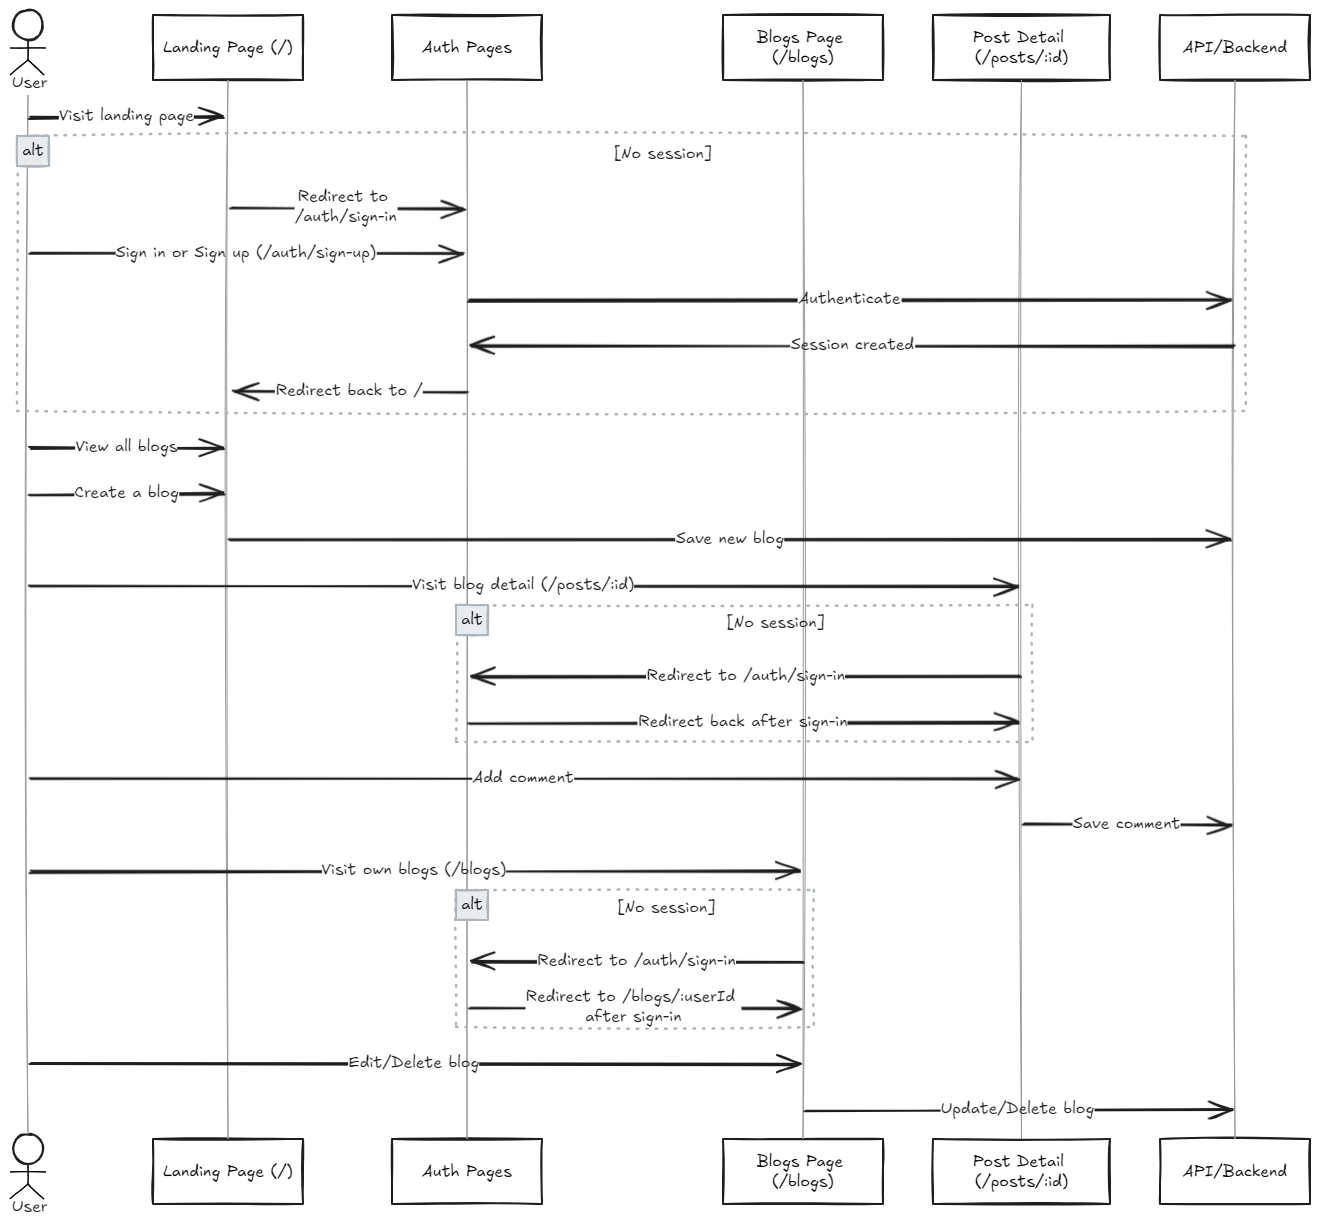 User
Landing Page (/)
Auth Pages
Blogs Page
(/blogs)
Post Detail
(/posts/:id)
API/Backend
Visit landing page
alt
[No session]
Redirect to
/auth/sign-in
Sign in or Sign up (/auth/sign-up)
Authenticate
Session created
Redirect back to /
View all blogs
Create a blog
Save new blog
Visit blog detail (/posts/:id)
alt
[No session]
Redirect to /auth/sign-in
Redirect back after sign-in
Add comment
Save comment
Visit own blogs (/blogs)
alt
[No session]
Redirect to /auth/sign-in
Redirect to /blogs/:userId
after sign-in
Edit/Delete blog
Update/Delete blog
User
Landing Page (/)
Auth Pages
Blogs Page
(/blogs)
Post Detail
(/posts/:id)
API/Backend